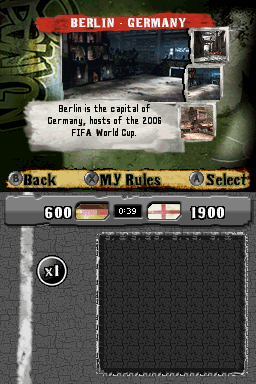 BERLIN · GERMANY
Berlin is the capital of
Germany, hosts of the 2006
FIFA World Cup.
B Back X MY Rules A Select
600 0:39 1900
x1